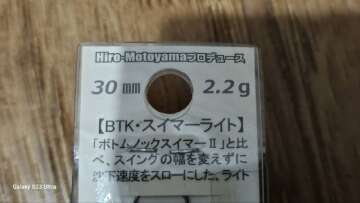 Hiro-Motoyamaプロデュース
30㎜ 2.2g
【BTK・スイマーライト】
「ボトムノックスイマーⅡ」と比
べ、スイングの幅を変えずに
沈下速度をスローにした、ライト
Galaxy S23 Ultra